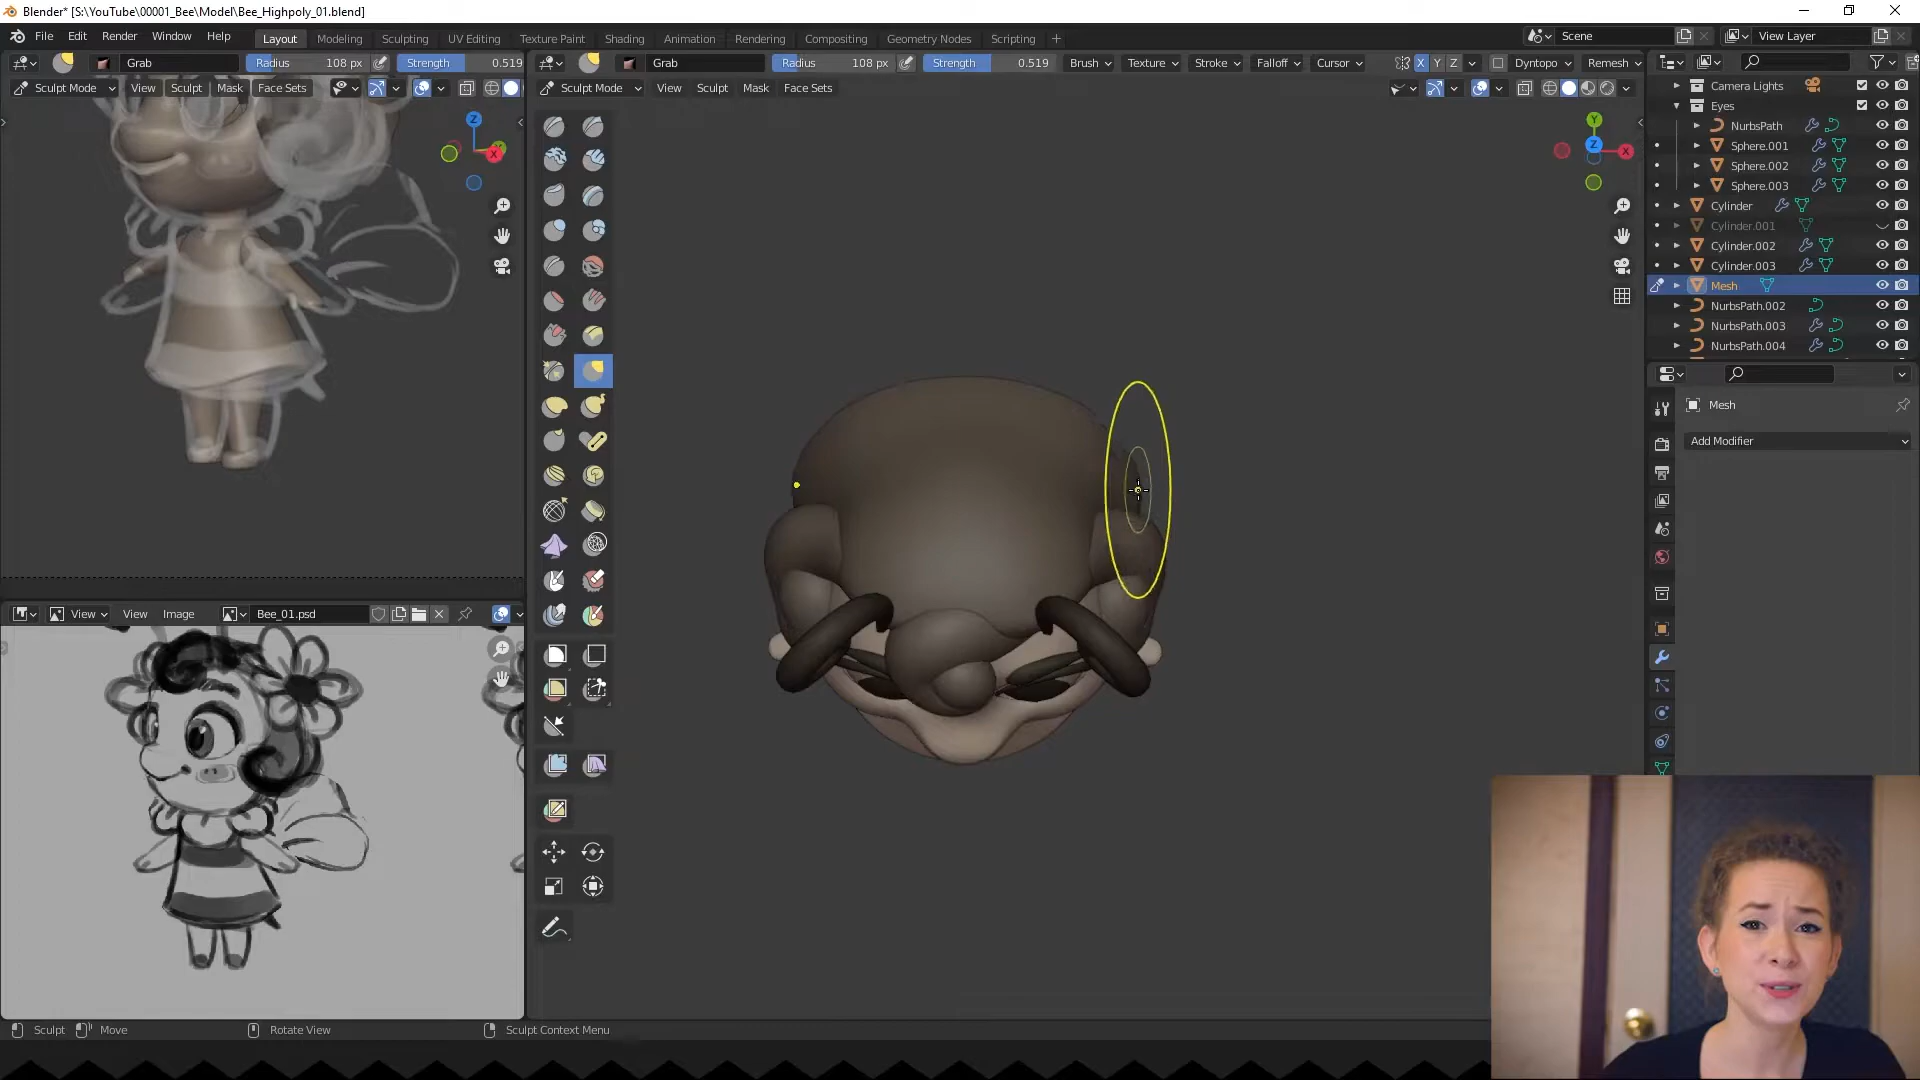 Blender* [S:\YouTube\00001_Bee\Model\Bee_Highpoly_01.blend]
File Edit Render Window Help Layout Modeling Sculpting UV Editing Texture Paint Shading Animation Rendering Compositing Geometry Nodes Scripting + Scene View Layer
Grab Radius 108 px Strength 0.519
Sculpt Mode View Sculpt Mask Face Sets
Z
X
Grab Radius 108 px Strength 0.519 Brush Texture Stroke Falloff Cursor X Y Z Dyntopo Remesh
Sculpt Mode View Sculpt Mask Face Sets
Y
Z
X
Camera Lights
Eyes
NurbsPath
Sphere.001
Sphere.002
Sphere.003
Cylinder
Cylinder.001
Cylinder.002
Cylinder.003
Mesh
NurbsPath.002
NurbsPath.003
NurbsPath.004
Mesh
Add Modifier
View View Image Bee_01.psd
Sculpt Move Rotate View Sculpt Context Menu